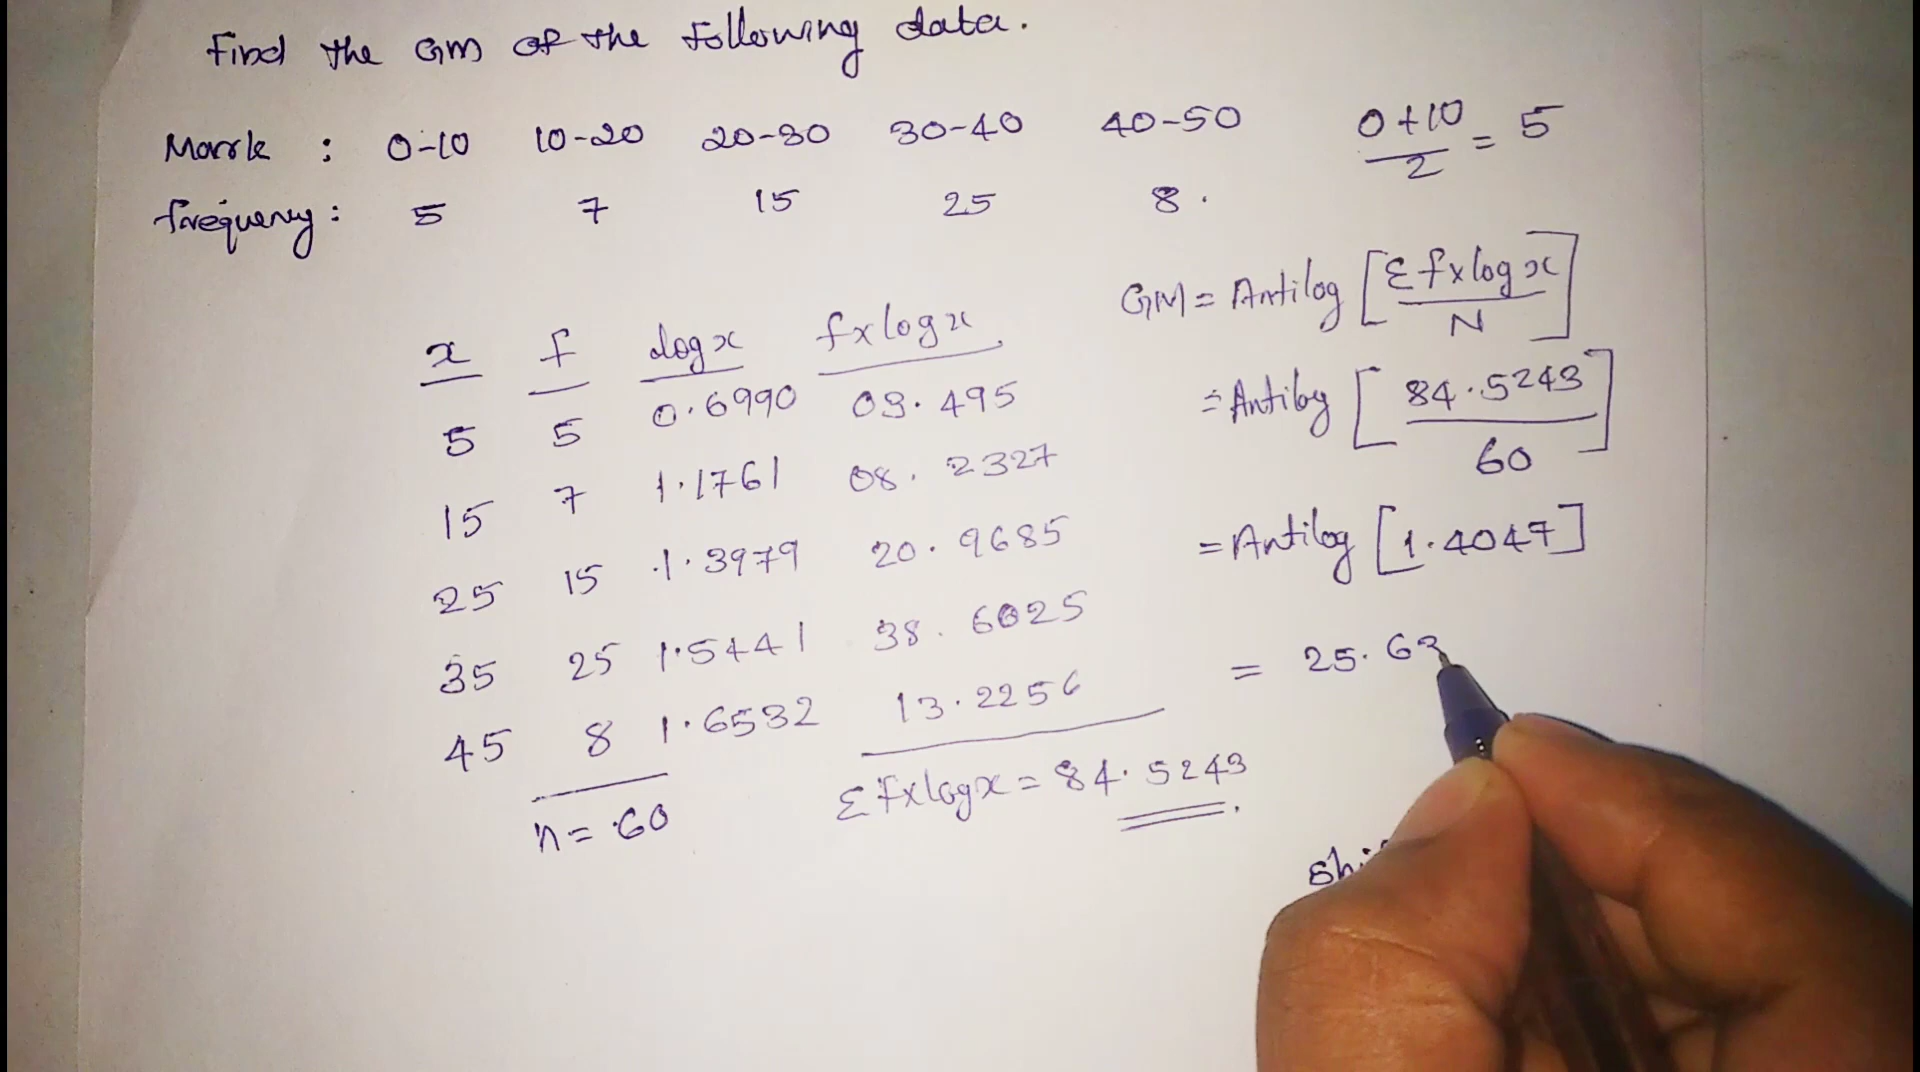 Find the GM of the following data.
Mark : 0-10 10-20 20-30 30-40 40-50
frequency : 5 7 15 25 8.
0+10/2 = 5
x f log x f x log x
5 5 0.6990 03.495
15 7 1.1761 08.2327
25 15 1.3979 20.9685
35 25 1.5441 38.6025
45 8 1.6532 13.2256
n = 60 Σ f x log x = 84.5243
GM = Antilog [Σ f x log x / N]
= Antilog [84.5243 / 60]
= Antilog [1.4047]
= 25.63